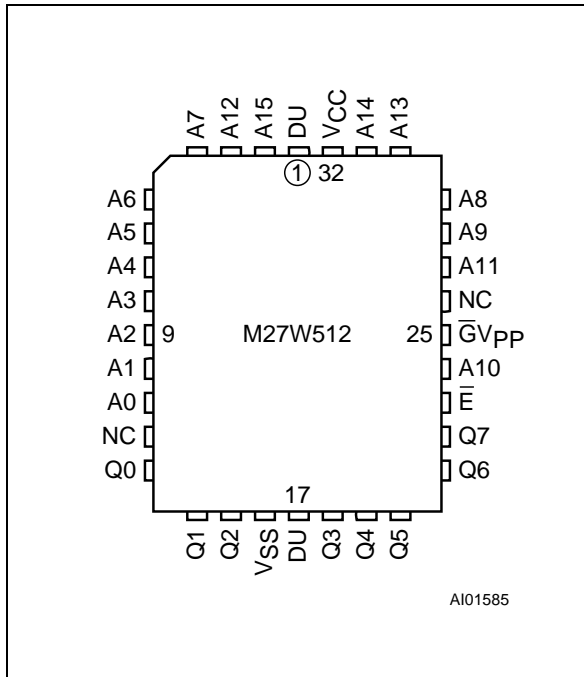 A7 A12 A15 DU VCC A14 A13
1 32
A6 A8
A5 A9
A4 A11
A3 NC
A2 9 M27W512 25 G̅VPP
A1 A10
A0 E̅
NC Q7
Q0 Q6
17
Q1 Q2 VSS DU Q3 Q4 Q5
AI01585